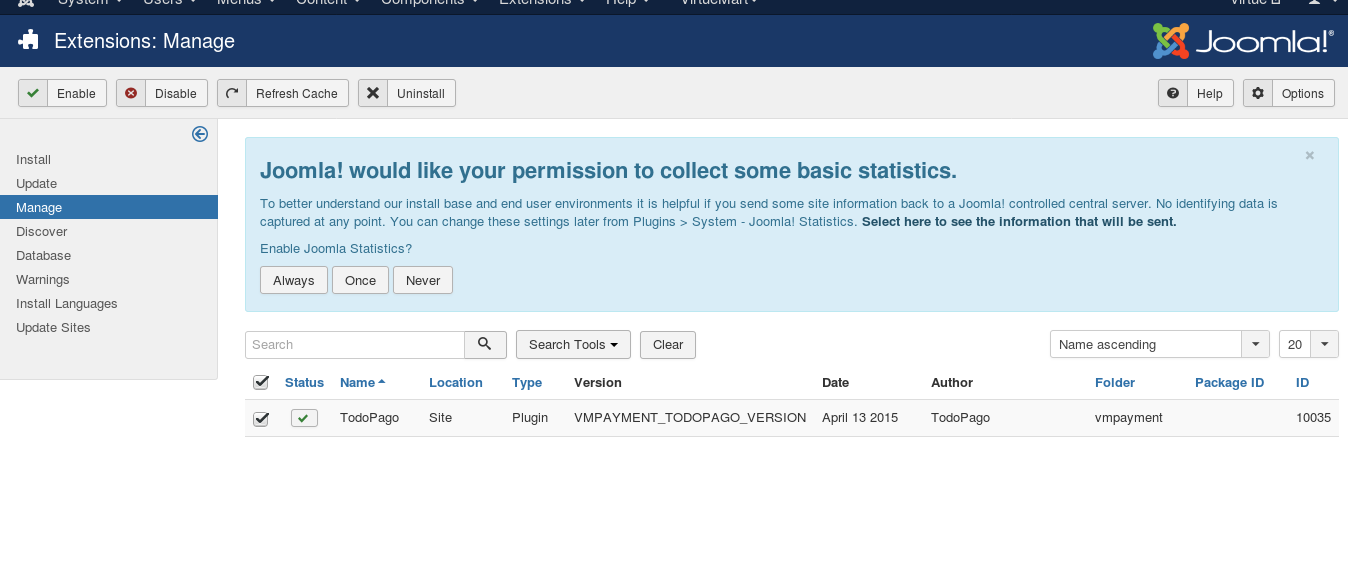 System Users Menus Content Components Extensions Help VirtueMart Virtue
Extensions: Manage Joomla!®
Enable Disable Refresh Cache Uninstall Help Options
Install
Update
Manage
Discover
Database
Warnings
Install Languages
Update Sites
Joomla! would like your permission to collect some basic statistics. ×
To better understand our install base and end user environments it is helpful if you send some site information back to a Joomla! controlled central server. No identifying data is
captured at any point. You can change these settings later from Plugins > System - Joomla! Statistics. Select here to see the information that will be sent.
Enable Joomla Statistics?
Always Once Never
Search Search Tools Clear Name ascending 20
Status Name Location Type Version Date Author Folder Package ID ID
TodoPago Site Plugin VMPAYMENT_TODOPAGO_VERSION April 13 2015 TodoPago vmpayment 10035